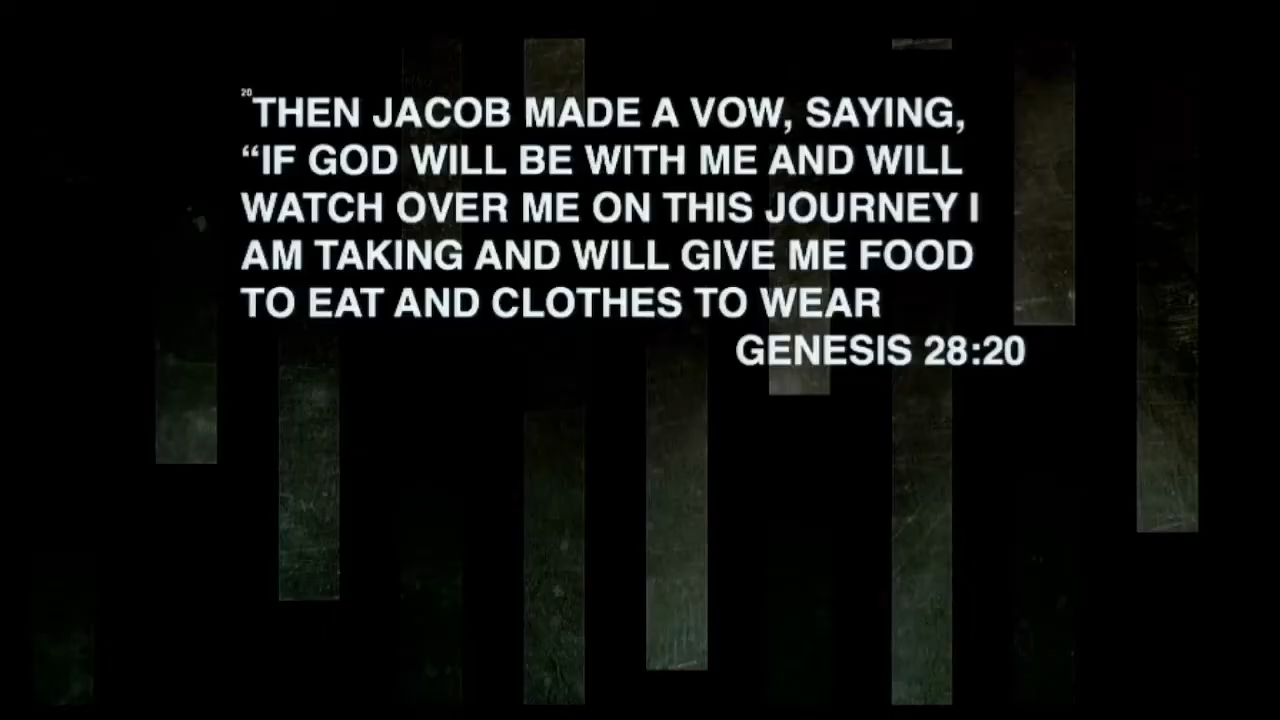 20THEN JACOB MADE A VOW, SAYING,
“IF GOD WILL BE WITH ME AND WILL
WATCH OVER ME ON THIS JOURNEY I
AM TAKING AND WILL GIVE ME FOOD
TO EAT AND CLOTHES TO WEAR
GENESIS 28:20